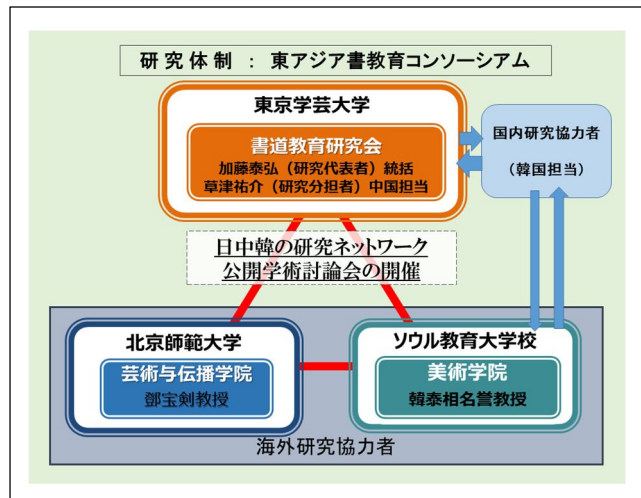 研究体制 ： 東アジア書教育コンソーシアム
東京学芸大学
書道教育研究会
加藤泰弘（研究代表者）統括
草津祐介（研究分担者）中国担当
国内研究協力者
（韓国担当）
日中韓の研究ネットワーク
公開学術討論会の開催
北京師範大学
芸術与伝播学院
鄧宝剣教授
ソウル教育大学校
美術学院
韓泰相名誉教授
海外研究協力者